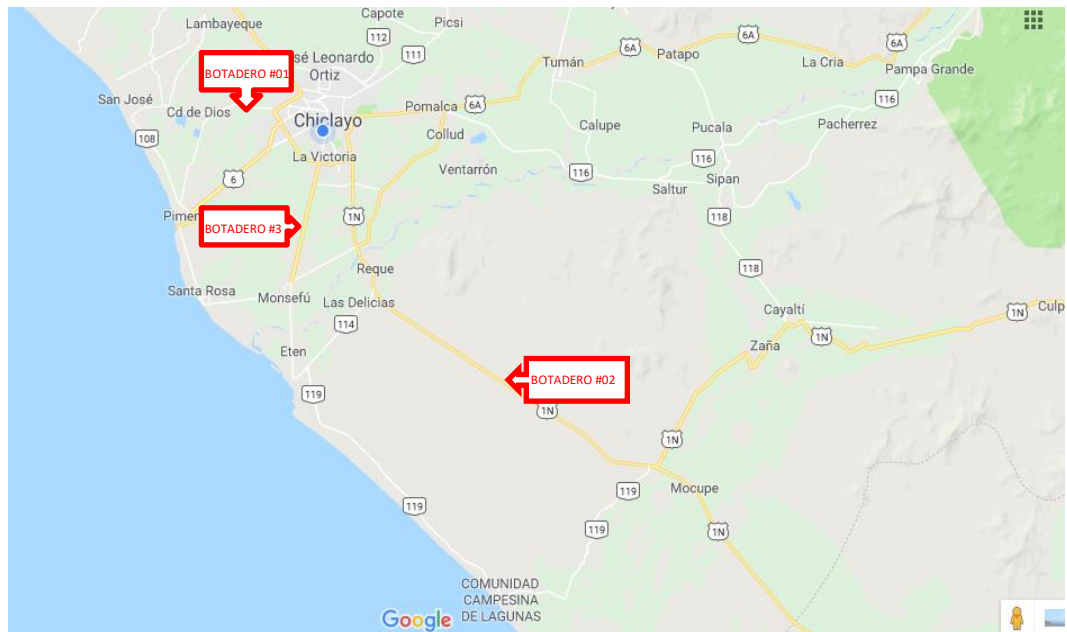 Lambayeque
Capote
Picsi
112
111
sé Leonardo
Ortiz
BOTADERO #01
6A
Patapo
6A
6A
La Cria
Pampa Grande
Tumán
San José
Cd de Dios
Chiclayo
Pomalca
6A
116
108
Collud
Calupe
Pucala
Pacherrez
La Victoria
Ventarrón
116
116
6
Saltur
Sipan
Pimen
BOTADERO #3
1N
118
Reque
118
Santa Rosa
Monsefú
Las Delicias
Cayaltí
1N
Culp
114
1N
Eten
Zaña
BOTADERO #02
119
1N
1N
119
Mocupe
119
119
1N
COMUNIDAD
CAMPESINA
DE LAGUNAS
Google